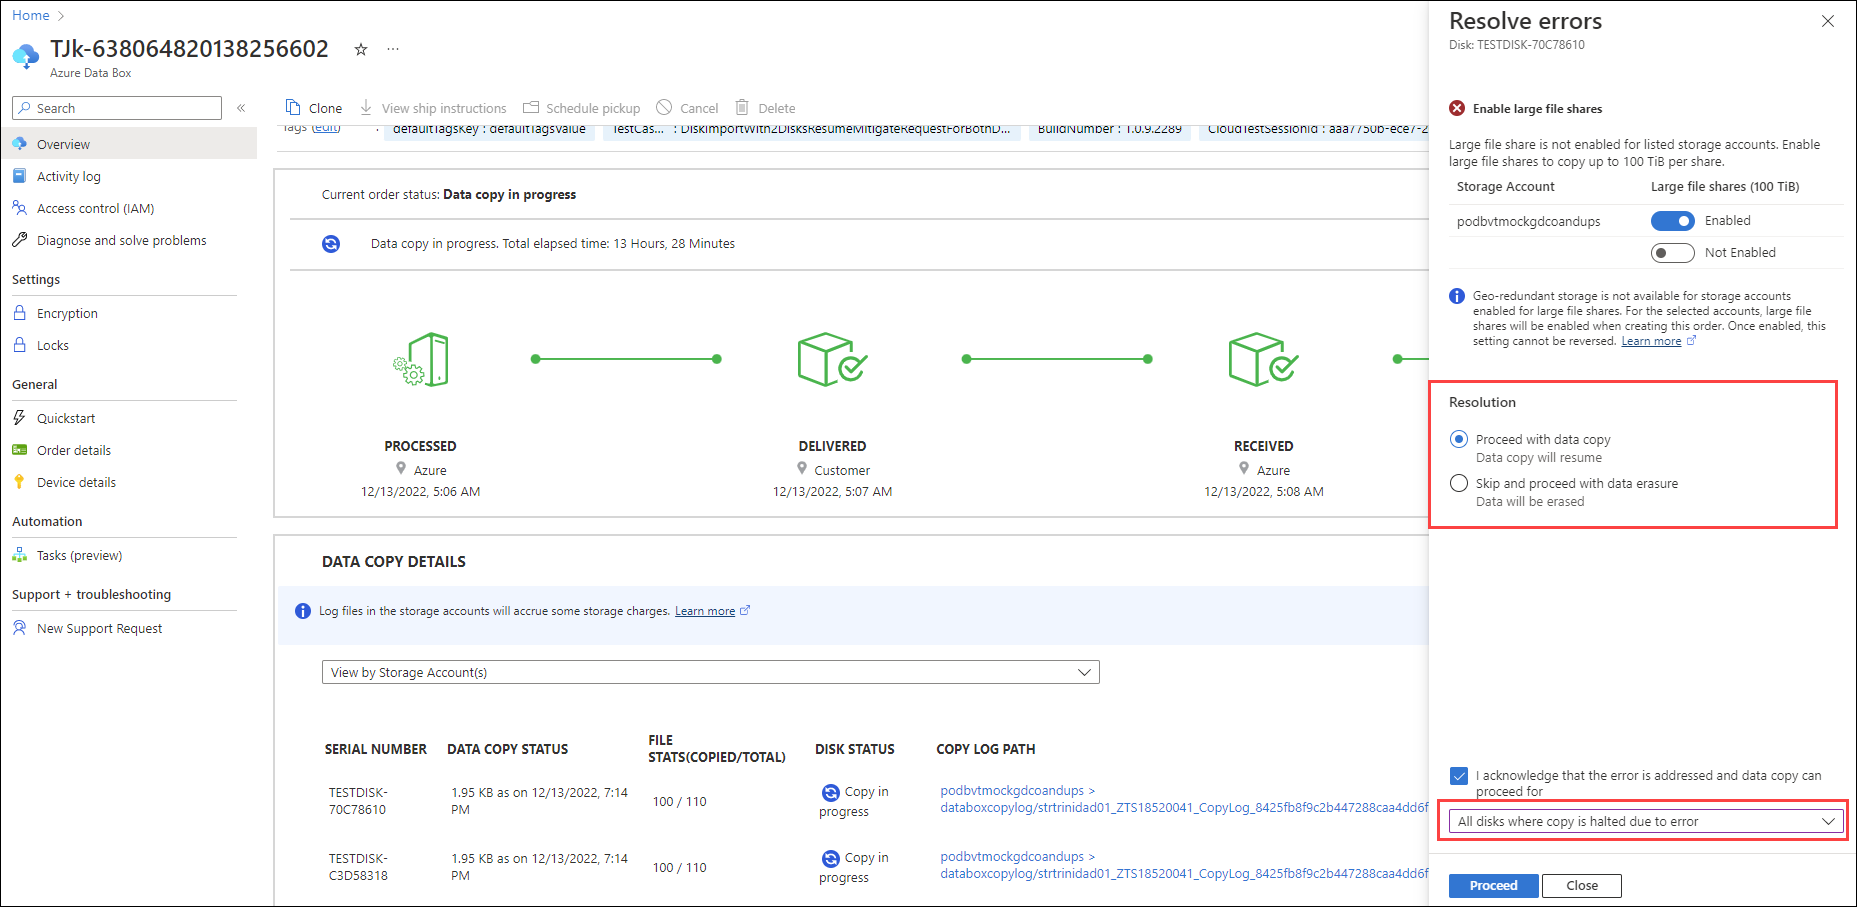 Home
TJk-638064820138256602
Azure Data Box
Search
Overview
Activity log
Access control (IAM)
Diagnose and solve problems
Settings
Encryption
Locks
General
Quickstart
Order details
Device details
Automation
Tasks (preview)
Support + troubleshooting
New Support Request
Clone
View ship instructions
Schedule pickup
Cancel
Delete
Tags (edit) : defaultTagsKey : defaultTagsValue TestCas... : DiskImportWith2DisksResumeMitigateRequestForBothD... BuildNumber : 1.0.9.2289 CloudTestSessionId : aaa7750b-ece7-2
Current order status: Data copy in progress
Data copy in progress. Total elapsed time: 13 Hours, 28 Minutes
PROCESSED
Azure
12/13/2022, 5:06 AM
DELIVERED
Customer
12/13/2022, 5:07 AM
RECEIVED
Azure
12/13/2022, 5:08 AM
DATA COPY DETAILS
Log files in the storage accounts will accrue some storage charges. Learn more
View by Storage Account(s)
SERIAL NUMBER
DATA COPY STATUS
FILE
STATS(COPIED/TOTAL)
DISK STATUS
COPY LOG PATH
TESTDISK-
70C78610
1.95 KB as on 12/13/2022, 7:14
PM
100 / 110
Copy in
progress
podbvtmockgdcoandups >
databoxcopylog/strtrinidad01_ZTS18520041_CopyLog_8425fb8f9c2b447288caa4dd6f
TESTDISK-
C3D58318
1.95 KB as on 12/13/2022, 7:14
PM
100 / 110
Copy in
progress
podbvtmockgdcoandups >
databoxcopylog/strtrinidad01_ZTS18520041_CopyLog_8425fb8f9c2b447288caa4dd6f
Resolve errors
Disk: TESTDISK-70C78610
Enable large file shares
Large file share is not enabled for listed storage accounts. Enable
large file shares to copy up to 100 TiB per share.
Storage Account
Large file shares (100 TiB)
podbvtmockgdcoandups
Enabled
Not Enabled
Geo-redundant storage is not available for storage accounts
enabled for large file shares. For the selected accounts, large file
shares will be enabled when creating this order. Once enabled, this
setting cannot be reversed. Learn more
Resolution
Proceed with data copy
Data copy will resume
Skip and proceed with data erasure
Data will be erased
I acknowledge that the error is addressed and data copy can
proceed for
All disks where copy is halted due to error
Proceed
Close